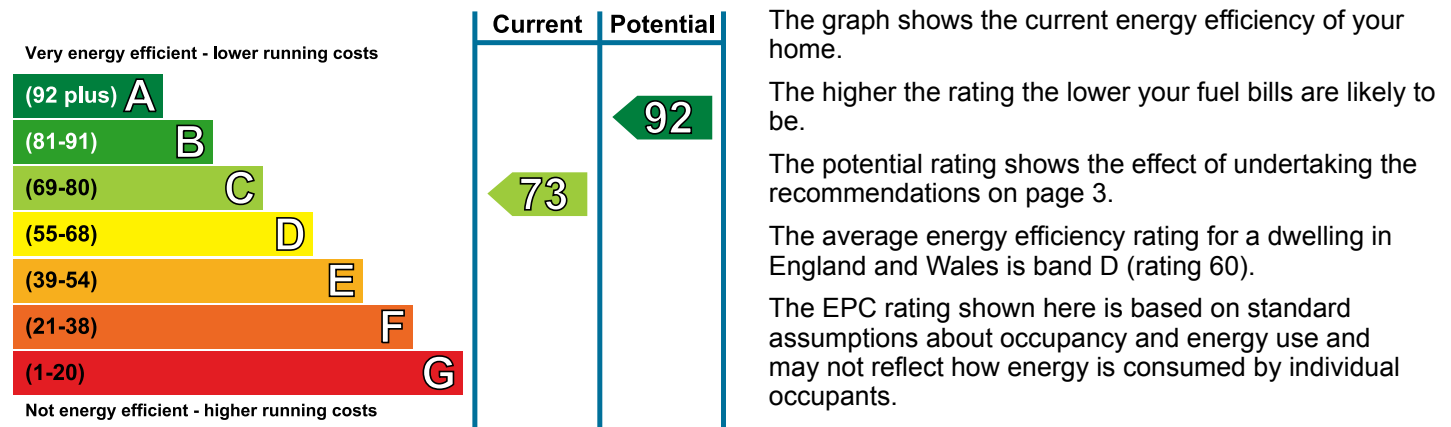 Current Potential
Very energy efficient - lower running costs
(92 plus) A
92
(81-91) B
(69-80) C
73
(55-68) D
(39-54) E
(21-38) F
(1-20) G
Not energy efficient - higher running costs
The graph shows the current energy efficiency of your
home.
The higher the rating the lower your fuel bills are likely to
be.
The potential rating shows the effect of undertaking the
recommendations on page 3.
The average energy efficiency rating for a dwelling in
England and Wales is band D (rating 60).
The EPC rating shown here is based on standard
assumptions about occupancy and energy use and
may not reflect how energy is consumed by individual
occupants.